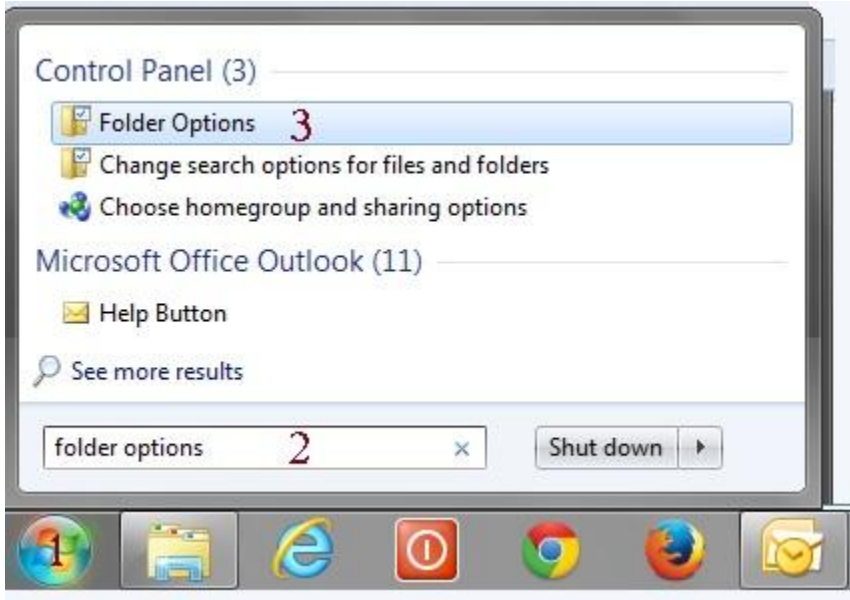 Control Panel (3)
Folder Options 3
Change search options for files and folders
Choose homegroup and sharing options
Microsoft Office Outlook (11)
Help Button
See more results
folder options 2 × Shut down
1